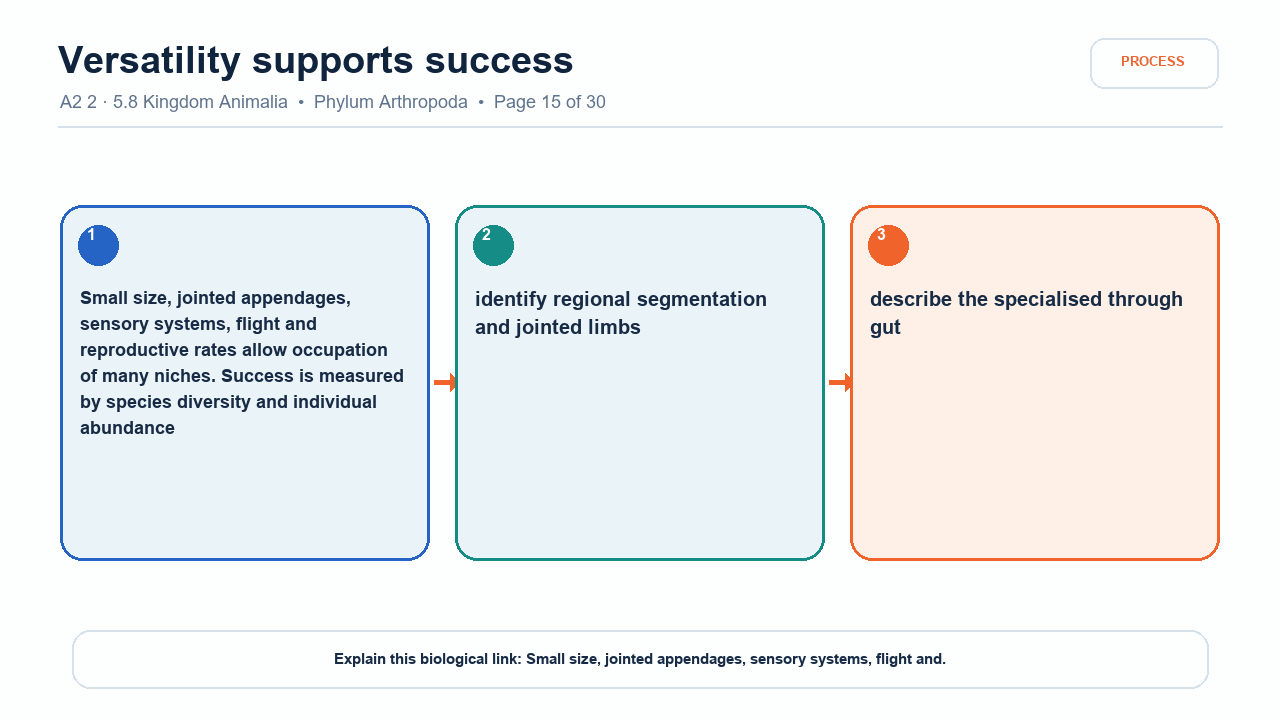 Versatility supports success
PROCESS
A2 2 · 5.8 Kingdom Animalia • Phylum Arthropoda • Page 15 of 30
1
Small size, jointed appendages,
sensory systems, flight and
reproductive rates allow occupation
of many niches. Success is measured
by species diversity and individual
abundance
2
identify regional segmentation
and jointed limbs
3
describe the specialised through
gut
Explain this biological link: Small size, jointed appendages, sensory systems, flight and.